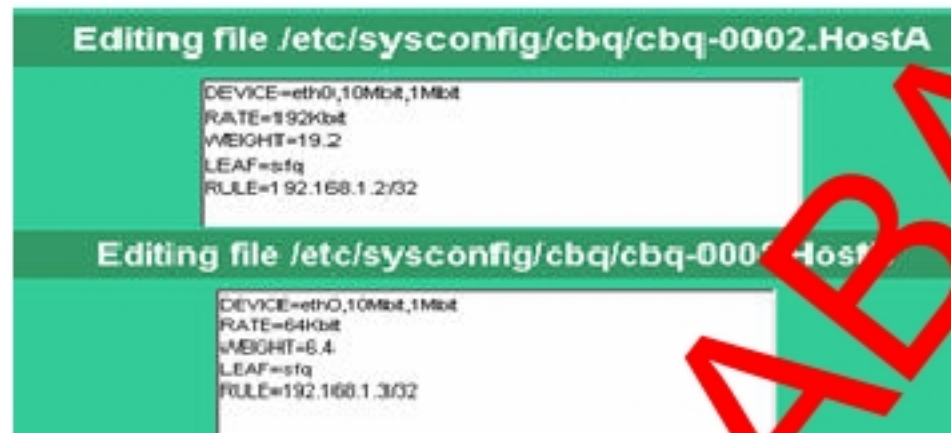 Editing file /etc/sysconfig/cbq/cbq-0002.HostA
DEVICE=eth0,10Mbit,1Mbit
RATE=192Kbit
WEIGHT=19.2
LEAF=sfq
RULE=192.168.1.2/32
Editing file /etc/sysconfig/cbq/
DEVICE=eth0,10Mbit,1Mbit
RATE=64Kbit
WEIGHT=6.4
LEAF=sfq
RULE=192.168.1.3/32
ABA